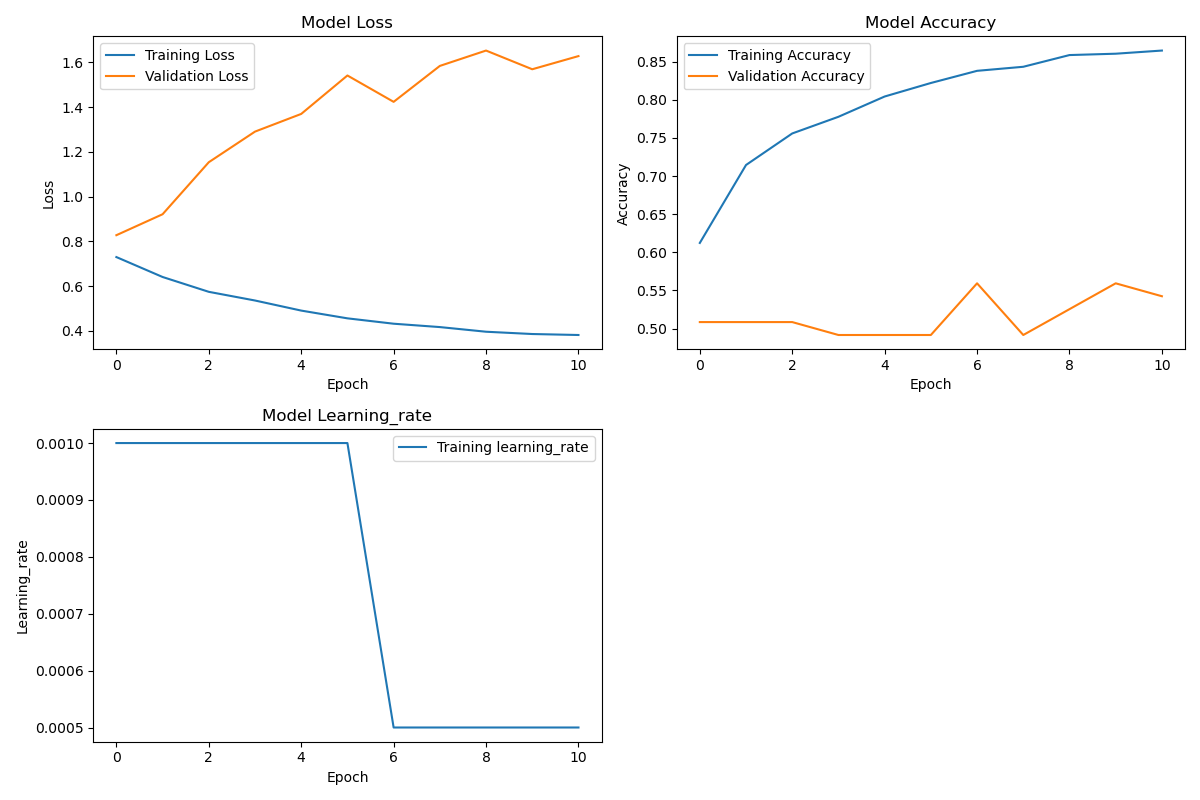 Model Loss
Training Loss
Validation Loss
1.6
1.4
1.2
1.0
0.8
0.6
0.4
Loss
0 2 4 6 8 10
Epoch
Model Accuracy
Training Accuracy
Validation Accuracy
0.85
0.80
0.75
0.70
0.65
0.60
0.55
0.50
Accuracy
0 2 4 6 8 10
Epoch
Model Learning_rate
Training learning_rate
0.0010
0.0009
0.0008
0.0007
0.0006
0.0005
Learning_rate
0 2 4 6 8 10
Epoch